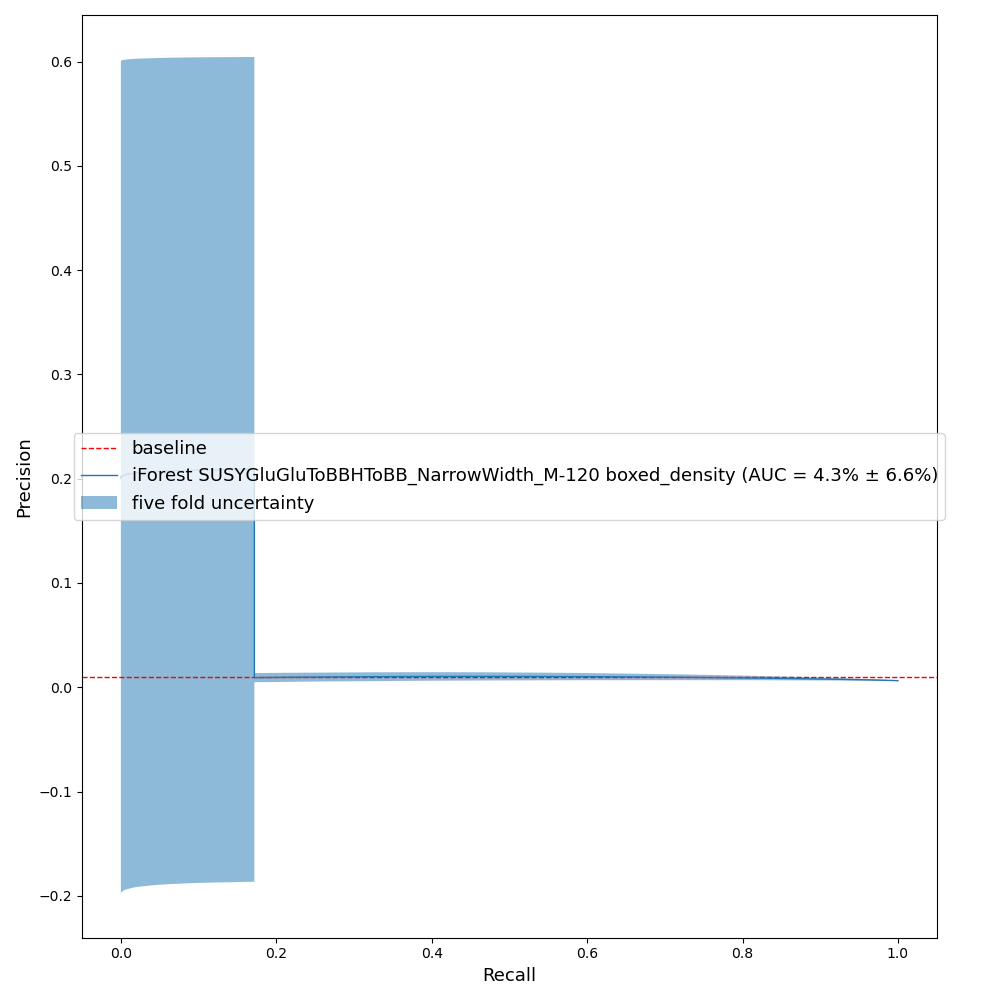 0.6
0.5
0.4
0.3
0.2
0.1
0.0
−0.1
−0.2
Precision
baseline
iForest SUSYGluGluToBBHToBB_NarrowWidth_M-120 boxed_density (AUC = 4.3% ± 6.6%)
five fold uncertainty
0.0 0.2 0.4 0.6 0.8 1.0
Recall